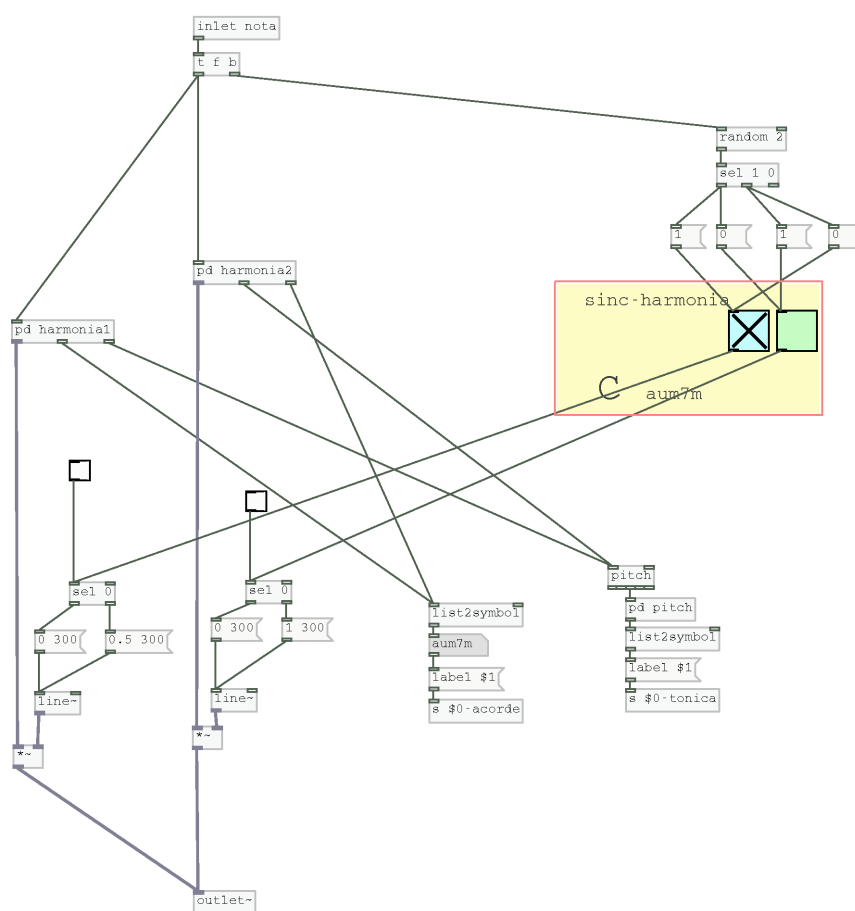 inlet nota
t f b
random 2
sel 1 0
1
0
1
0
pd harmonia2
sinc-harmonia
pd harmonia1
C
aum7m
pitch
sel 0
sel 0
list2symbol
pd pitch
0 300
0.5 300
0 300
1 300
aum7m
list2symbol
label $1
label $1
line~
line~
s $0-acorde
s $0-tonica
*~
*~
outlet~